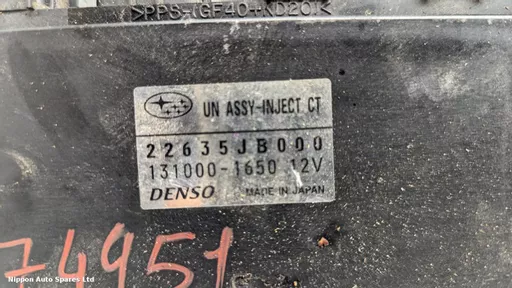 >PPS-(GF40+KD20)<
UN ASSY-INJECT CT
22635JB000
131000-1650 12V
DENSO MADE IN JAPAN
74951
Nippon Auto Spares Ltd